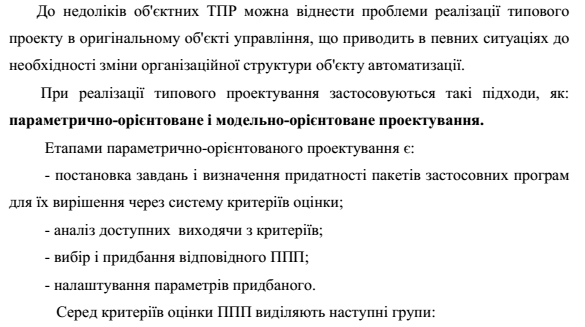 До недоліків об'єктних ТПР можна віднести проблеми реалізації типового
проекту в оригінальному об'єкті управління, що приводить в певних ситуаціях до
необхідності зміни організаційної структури об'єкту автоматизації.
При реалізації типового проектування застосовуються такі підходи, як:
параметрично-орієнтоване і модельно-орієнтоване проектування.
Етапами параметрично-орієнтованого проектування є:
- постановка завдань і визначення придатності пакетів застосовних програм
для їх вирішення через систему критеріїв оцінки;
- аналіз доступних виходячи з критеріїв;
- вибір і придбання відповідного ППП;
- налаштування параметрів придбаного.
Серед критеріїв оцінки ППП виділяють наступні групи: